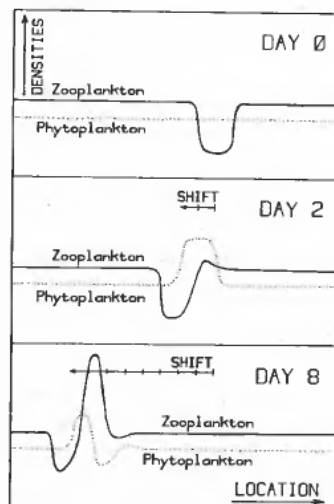 DENSITIES
DAY 0
Zooplankton
Phytoplankton
SHIFT
DAY 2
Zooplankton
Phytoplankton
SHIFT
DAY 8
Zooplankton
Phytoplankton
LOCATION